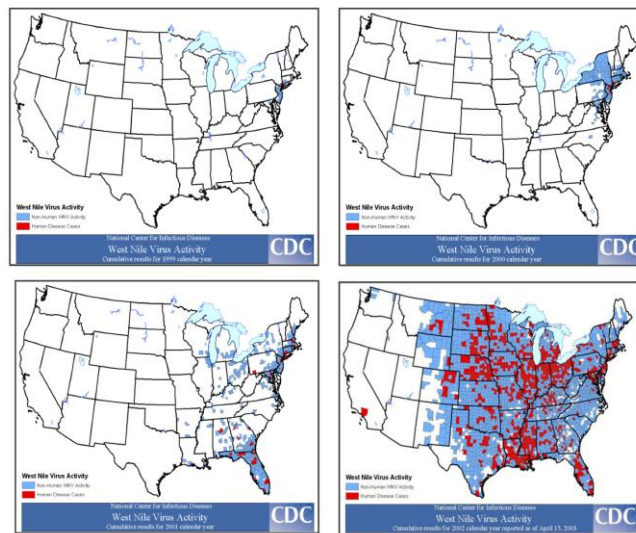 West Nile Virus Activity
Non-Human WNV Activity
Human Disease Cases
National Center for Infectious Diseases
West Nile Virus Activity
Cumulative results for 1999 calendar year
CDC
West Nile Virus Activity
Non-Human WNV Activity
Human Disease Cases
National Center for Infectious Diseases
West Nile Virus Activity
Cumulative results for 2000 calendar year
CDC
West Nile Virus Activity
Non-Human WNV Activity
Human Disease Cases
National Center for Infectious Diseases
West Nile Virus Activity
Cumulative results for 2001 calendar year
CDC
West Nile Virus Activity
Non-Human WNV Activity
Human Disease Cases
National Center for Infectious Diseases
West Nile Virus Activity
Cumulative results for 2002 calendar year reported as of April 15, 2003
CDC